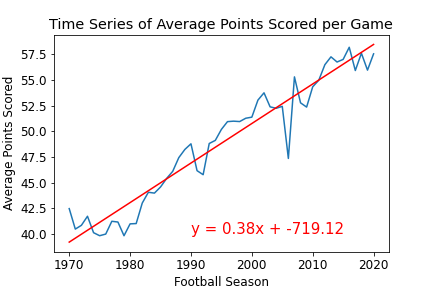 Time Series of Average Points Scored per Game
Average Points Scored
57.5
55.0
52.5
50.0
47.5
45.0
42.5
40.0
y = 0.38x + -719.12
1970 1980 1990 2000 2010 2020
Football Season